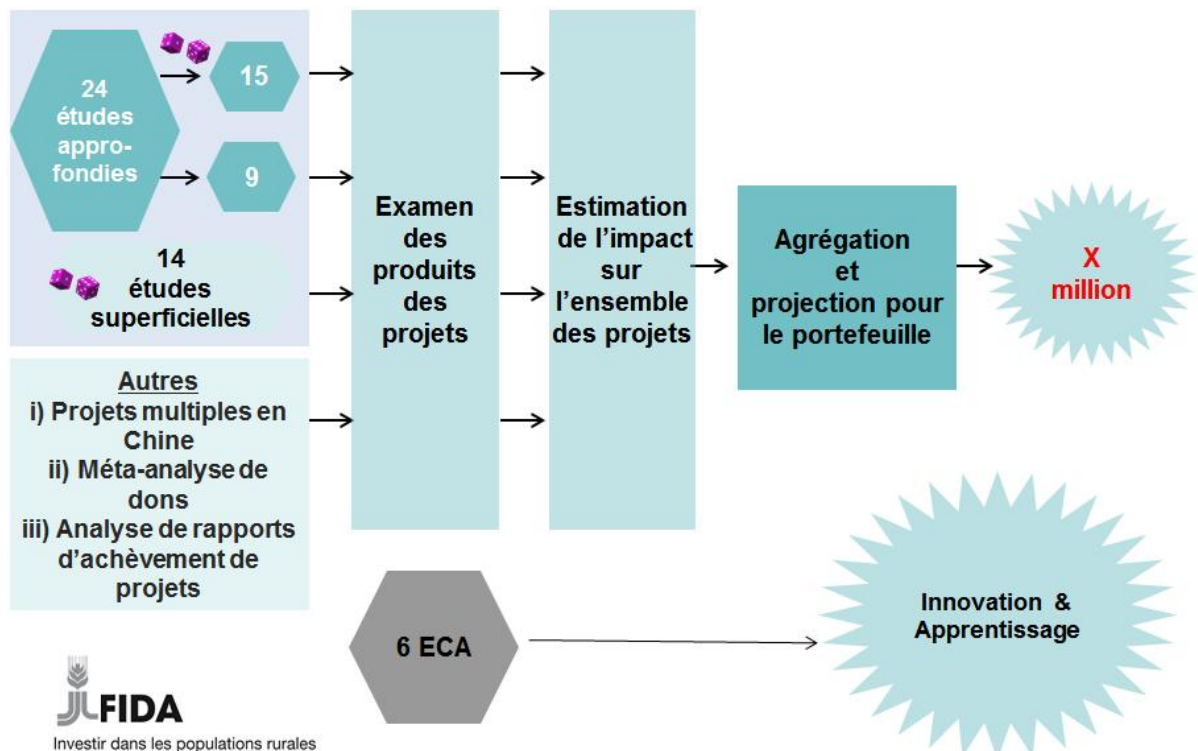 24
études
appro-
fondies
15
9
14
études
superficielles
Autres
i) Projets multiples en
Chine
ii) Méta-analyse de
dons
iii) Analyse de rapports
d’achèvement de
projets
Examen
des
produits
des
projets
Estimation
de l’impact
sur
l’ensemble
des projets
Agrégation
et
projection pour
le portefeuille
X
million
6 ECA
Innovation &
Apprentissage
FIDA
Investir dans les populations rurales